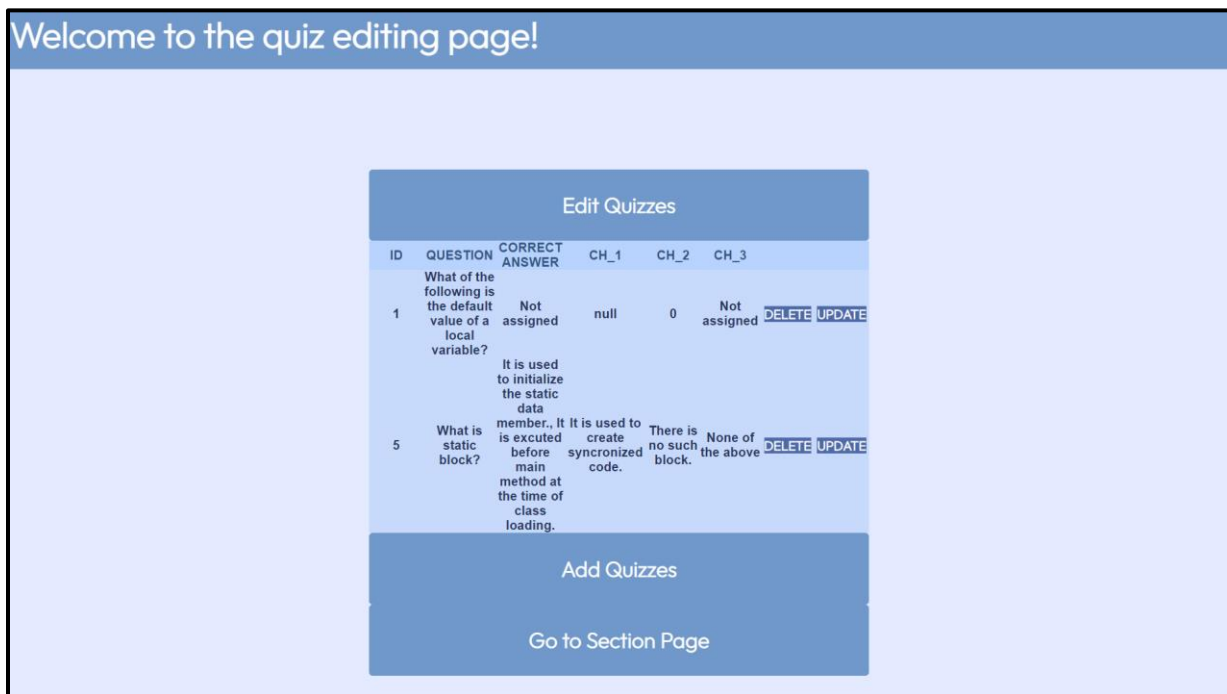 Welcome to the quiz editing page!
Edit Quizzes
ID QUESTION CORRECT ANSWER CH_1 CH_2 CH_3
1
What of the
following is
the default
value of a
local
variable?
Not
assigned
null
0
Not
assigned
DELETE UPDATE
5
What is
static
block?
It is used
to initialize
the static
data
member., It
is excuted
before
main
method at
the time of
class
loading.
It is used to
create
syncronized
code.
There is
no such
block.
None of
the above
DELETE UPDATE
Add Quizzes
Go to Section Page